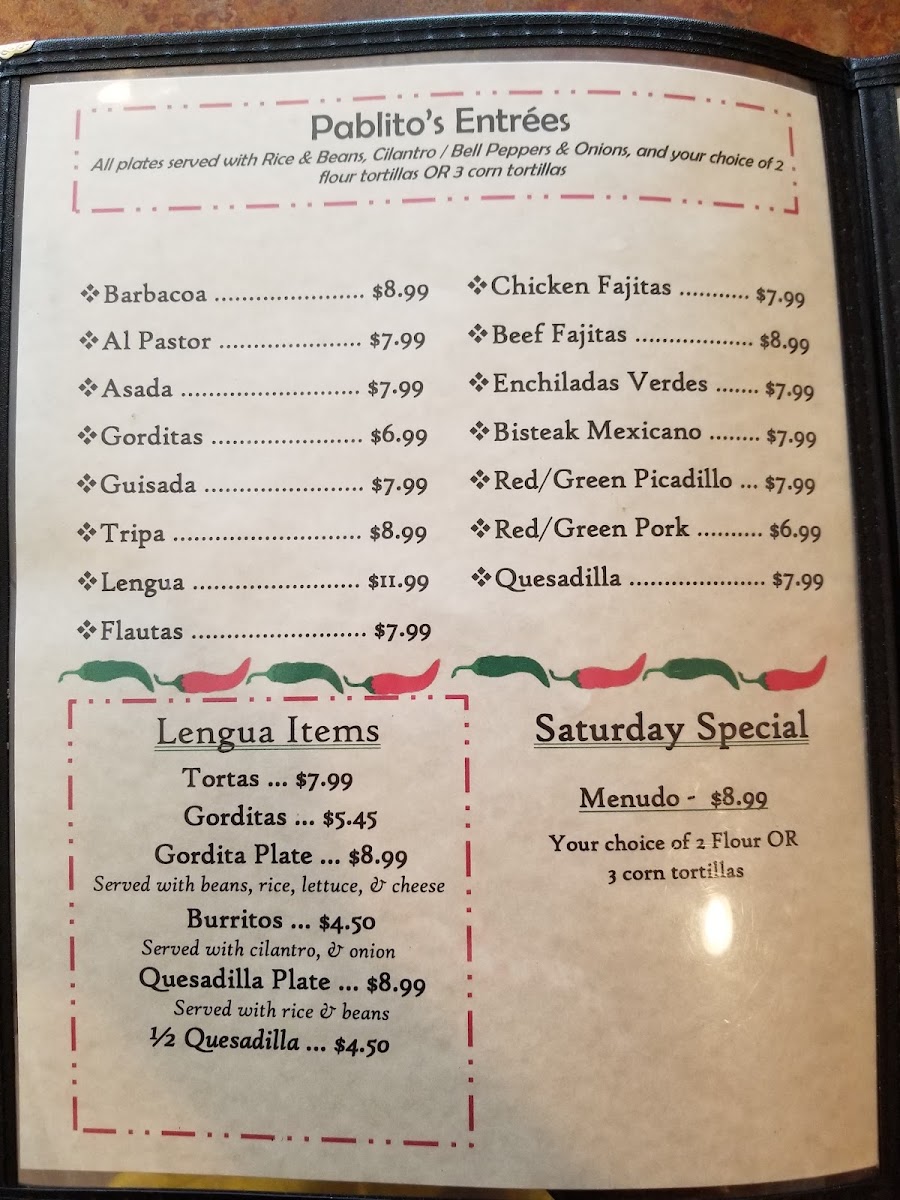 Pablito's Entrées
All plates served with Rice & Beans, Cilantro / Bell Peppers & Onions, and your choice of 2
flour tortillas OR 3 corn tortillas
❖Barbacoa ...................... $8.99
❖Al Pastor ..................... $7.99
❖Asada .......................... $7.99
❖Gorditas ...................... $6.99
❖Guisada ....................... $7.99
❖Tripa ........................... $8.99
❖Lengua ........................ $11.99
❖Flautas ......................... $7.99
❖Chicken Fajitas ........... $7.99
❖Beef Fajitas ................. $8.99
❖Enchiladas Verdes ....... $7.99
❖Bisteak Mexicano ........ $7.99
❖Red/Green Picadillo ... $7.99
❖Red/Green Pork .......... $6.99
❖Quesadilla .................... $7.99
Lengua Items
Tortas ... $7.99
Gorditas ... $5.45
Gordita Plate ... $8.99
Served with beans, rice, lettuce, & cheese
Burritos ... $4.50
Served with cilantro, & onion
Quesadilla Plate ... $8.99
Served with rice & beans
½ Quesadilla ... $4.50
Saturday Special
Menudo - $8.99
Your choice of 2 Flour OR
3 corn tortillas